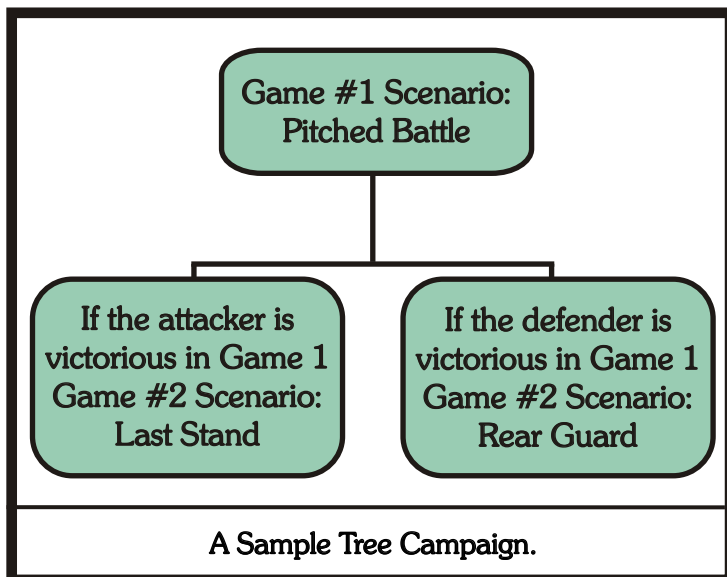 Game #1 Scenario:
Pitched Battle
If the attacker is
victorious in Game 1
Game #2 Scenario:
Last Stand
If the defender is
victorious in Game 1
Game #2 Scenario:
Rear Guard
A Sample Tree Campaign.